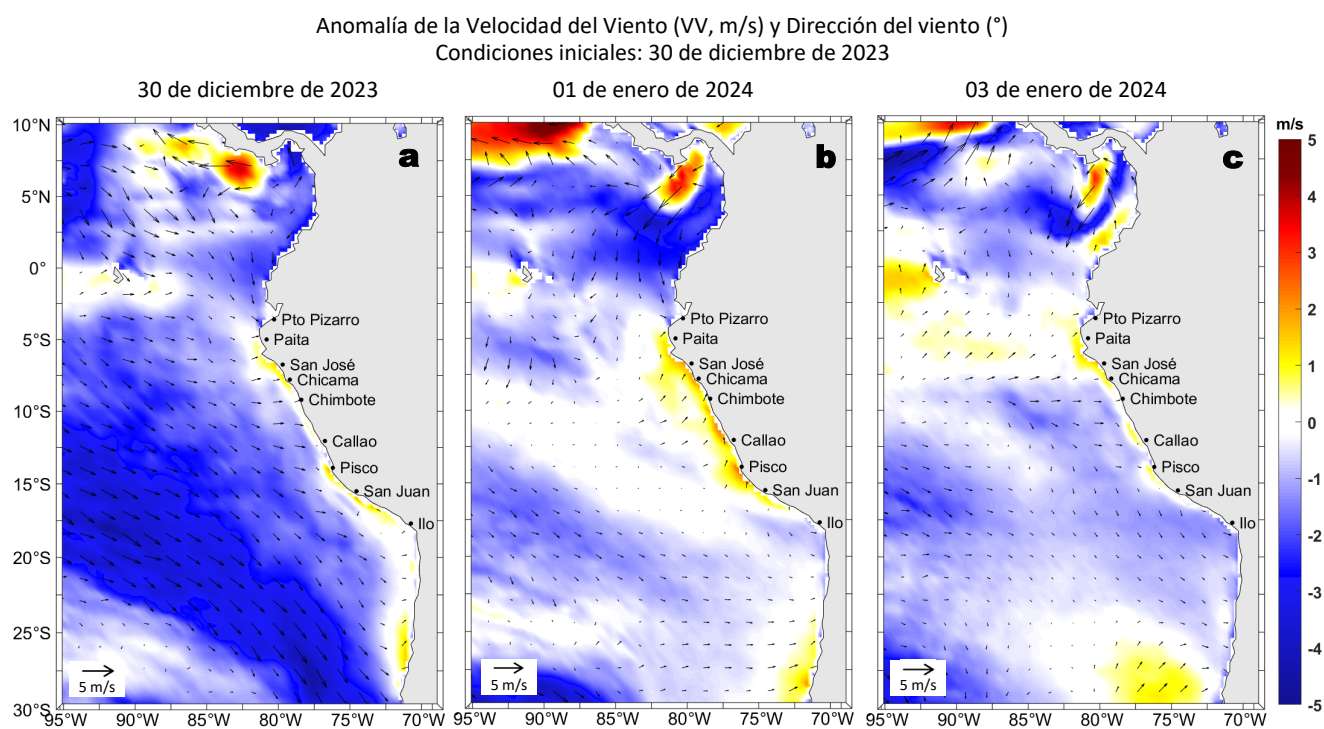 Anomalía de la Velocidad del Viento (VV, m/s) y Dirección del viento (°)
Condiciones iniciales: 30 de diciembre de 2023
30 de diciembre de 2023
01 de enero de 2024
03 de enero de 2024
a
10°N
5°N
0°
5°S
10°S
15°S
20°S
25°S
30°S
Pto Pizarro
Paita
San José
Chicama
Chimbote
Callao
Pisco
San Juan
Ilo
5 m/s
95°W 90°W 85°W 80°W 75°W 70°W
b
Pto Pizarro
Paita
San José
Chicama
Chimbote
Callao
Pisco
San Juan
Ilo
5 m/s
95°W 90°W 85°W 80°W 75°W 70°W
c
Pto Pizarro
Paita
San José
Chicama
Chimbote
Callao
Pisco
San Juan
Ilo
5 m/s
95°W 90°W 85°W 80°W 75°W 70°W
m/s
5
4
3
2
1
0
-1
-2
-3
-4
-5